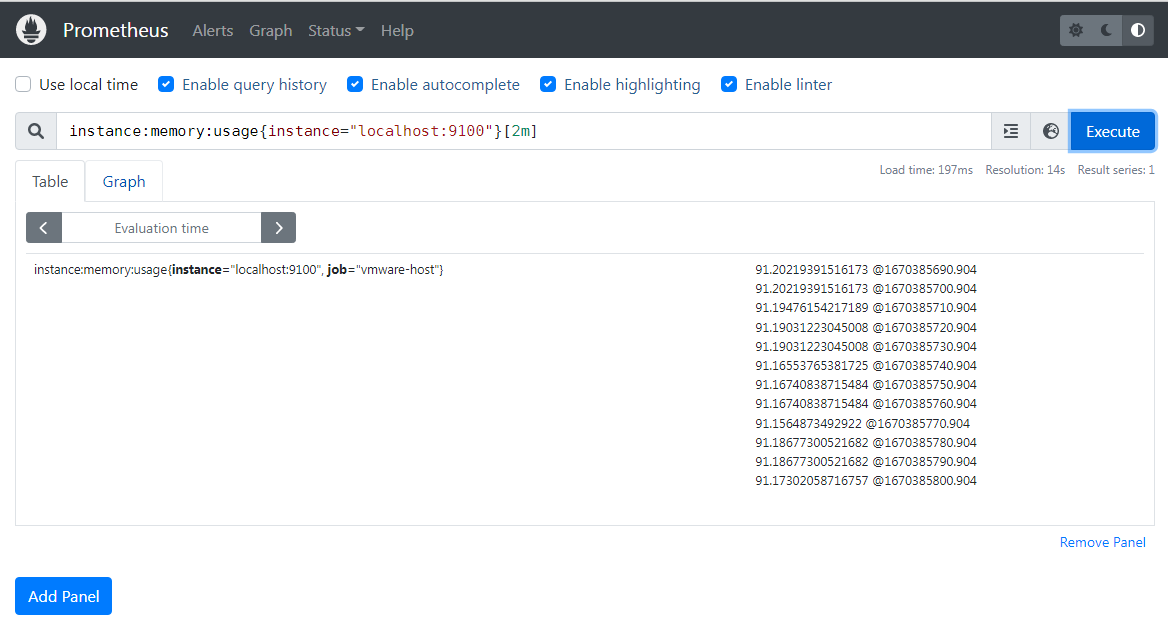 Prometheus Alerts Graph Status Help
Use local time Enable query history Enable autocomplete Enable highlighting Enable linter
instance:memory:usage{instance="localhost:9100"}[2m] Execute
Load time: 197ms Resolution: 14s Result series: 1
Table Graph
Evaluation time
instance:memory:usage{instance="localhost:9100", job="vmware-host"}
91.20219391516173 @1670385690.904
91.20219391516173 @1670385700.904
91.19476154217189 @1670385710.904
91.19031223045008 @1670385720.904
91.19031223045008 @1670385730.904
91.16553765381725 @1670385740.904
91.16740838715484 @1670385750.904
91.16740838715484 @1670385760.904
91.1564873492922 @1670385770.904
91.18677300521682 @1670385780.904
91.18677300521682 @1670385790.904
91.17302058716757 @1670385800.904
Remove Panel
Add Panel